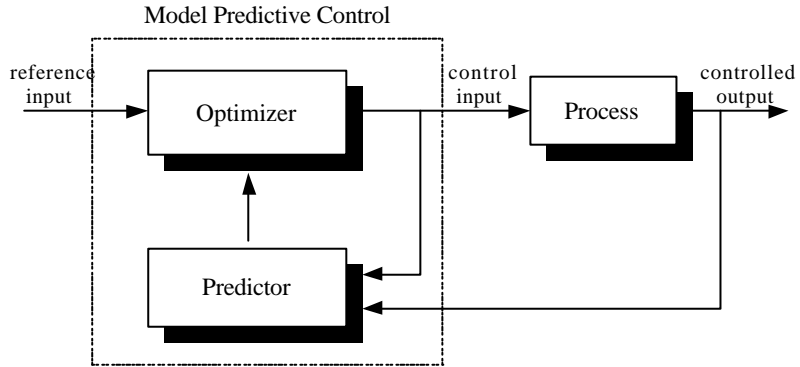 Model Predictive Control
reference
input
Optimizer
control
input
Process
controlled
output
Predictor